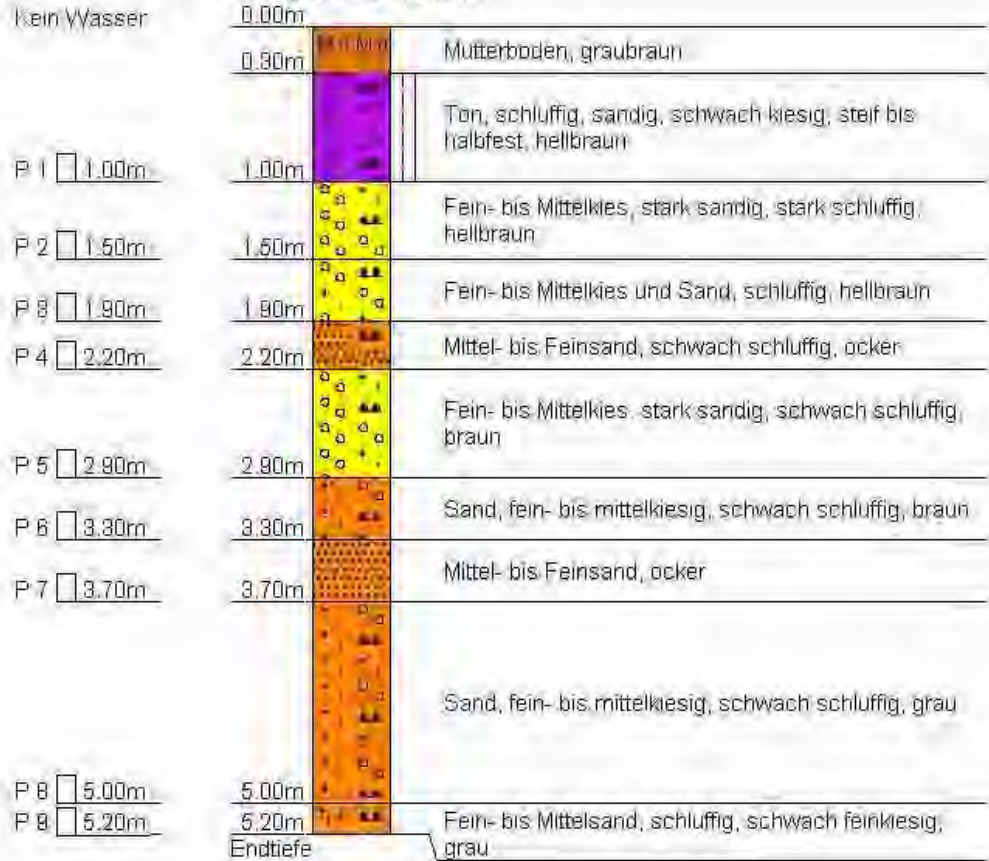 Kein Wasser
0.00m
Mutterboden, graubraun
0.30m
Ton, schluffig, sandig, schwach kiesig, steif bis
halbfest, hellbraun
P 1 1.00m 1.00m
Fein- bis Mittelkies, stark sandig, stark schluffig,
hellbraun
P 2 1.50m 1.50m
Fein- bis Mittelkies und Sand, schluffig, hellbraun
P 3 1.90m 1.90m
Mittel- bis Feinsand, schwach schluffig, ocker
P 4 2.20m 2.20m
Fein- bis Mittelkies, stark sandig, schwach schluffig,
braun
P 5 2.90m 2.90m
Sand, fein- bis mittelkiesig, schwach schluffig, braun
P 6 3.30m 3.30m
Mittel- bis Feinsand, ocker
P 7 3.70m 3.70m
Sand, fein- bis mittelkiesig, schwach schluffig, grau
P 8 5.00m 5.00m
Fein- bis Mittelsand, schluffig, schwach feinkiesig,
P 9 5.20m 5.20m
grau
Endtiefe